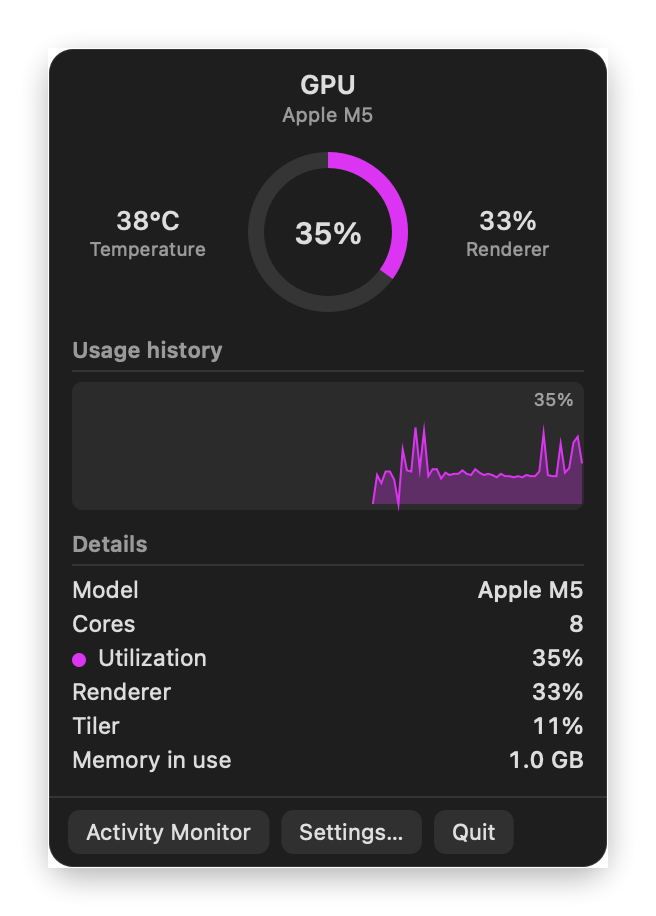 GPU
Apple M5
38°C
Temperature
35%
33%
Renderer
Usage history
35%
Details
Model Apple M5
Cores 8
Utilization 35%
Renderer 33%
Tiler 11%
Memory in use 1.0 GB
Activity Monitor Settings... Quit